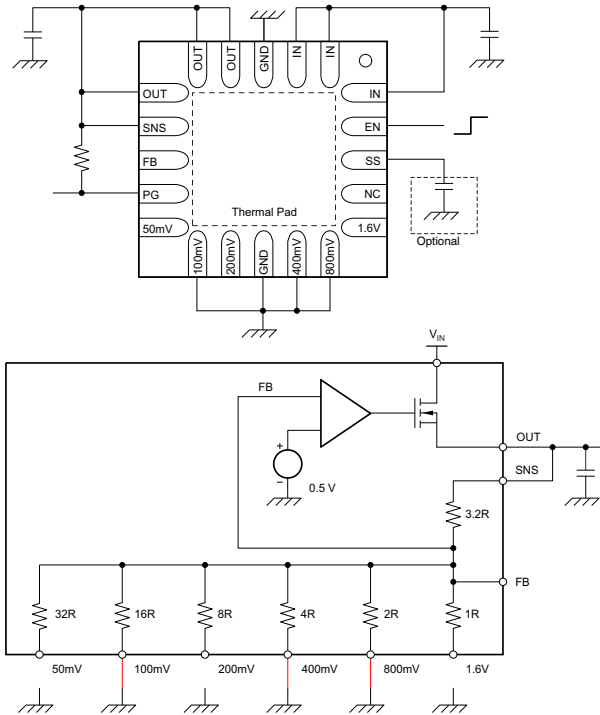 OUT
OUT
GND
IN
IN
OUT
IN
SNS
EN
FB
SS
PG
NC
50mV
1.6V
Thermal Pad
Optional
100mV
200mV
GND
400mV
800mV
VIN
FB
OUT
SNS
+
−
0.5 V
3.2R
FB
32R
16R
8R
4R
2R
1R
50mV
100mV
200mV
400mV
800mV
1.6V